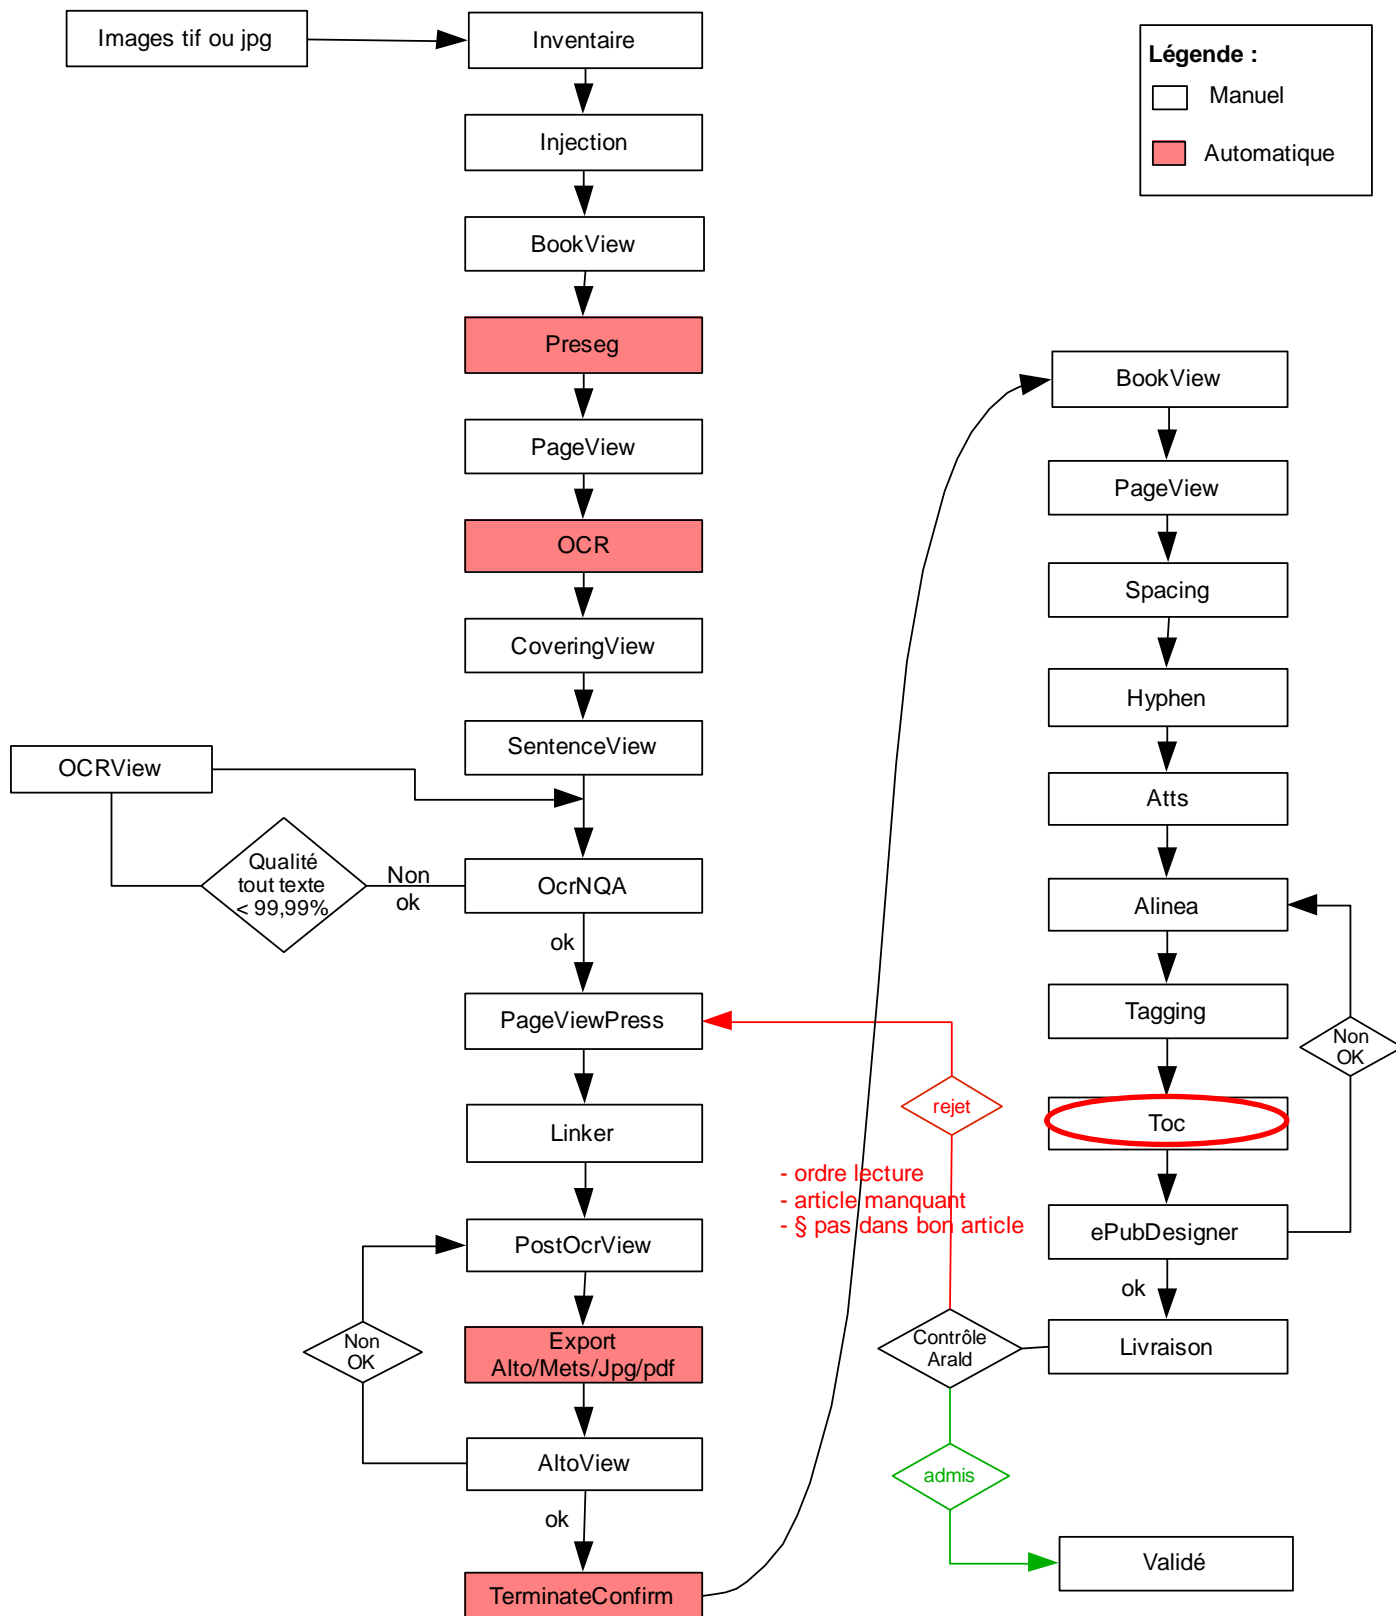 Images tif ou jpg
Inventaire
Légende :
Manuel
Automatique
Injection
BookView
Preseg
PageView
OCR
CoveringView
SentenceView
OCRView
Qualité
tout texte
< 99,99%
Non
ok
OcrNQA
ok
PageViewPress
Linker
PostOcrView
Non
OK
Export
Alto/Mets/Jpg/pdf
AltoView
ok
TerminateConfirm
BookView
PageView
Spacing
Hyphen
Atts
Alinea
Tagging
Non
OK
Toc
ePubDesigner
ok
Livraison
Contrôle
Arald
rejet
- ordre lecture
- article manquant
- § pas dans bon article
admis
Validé